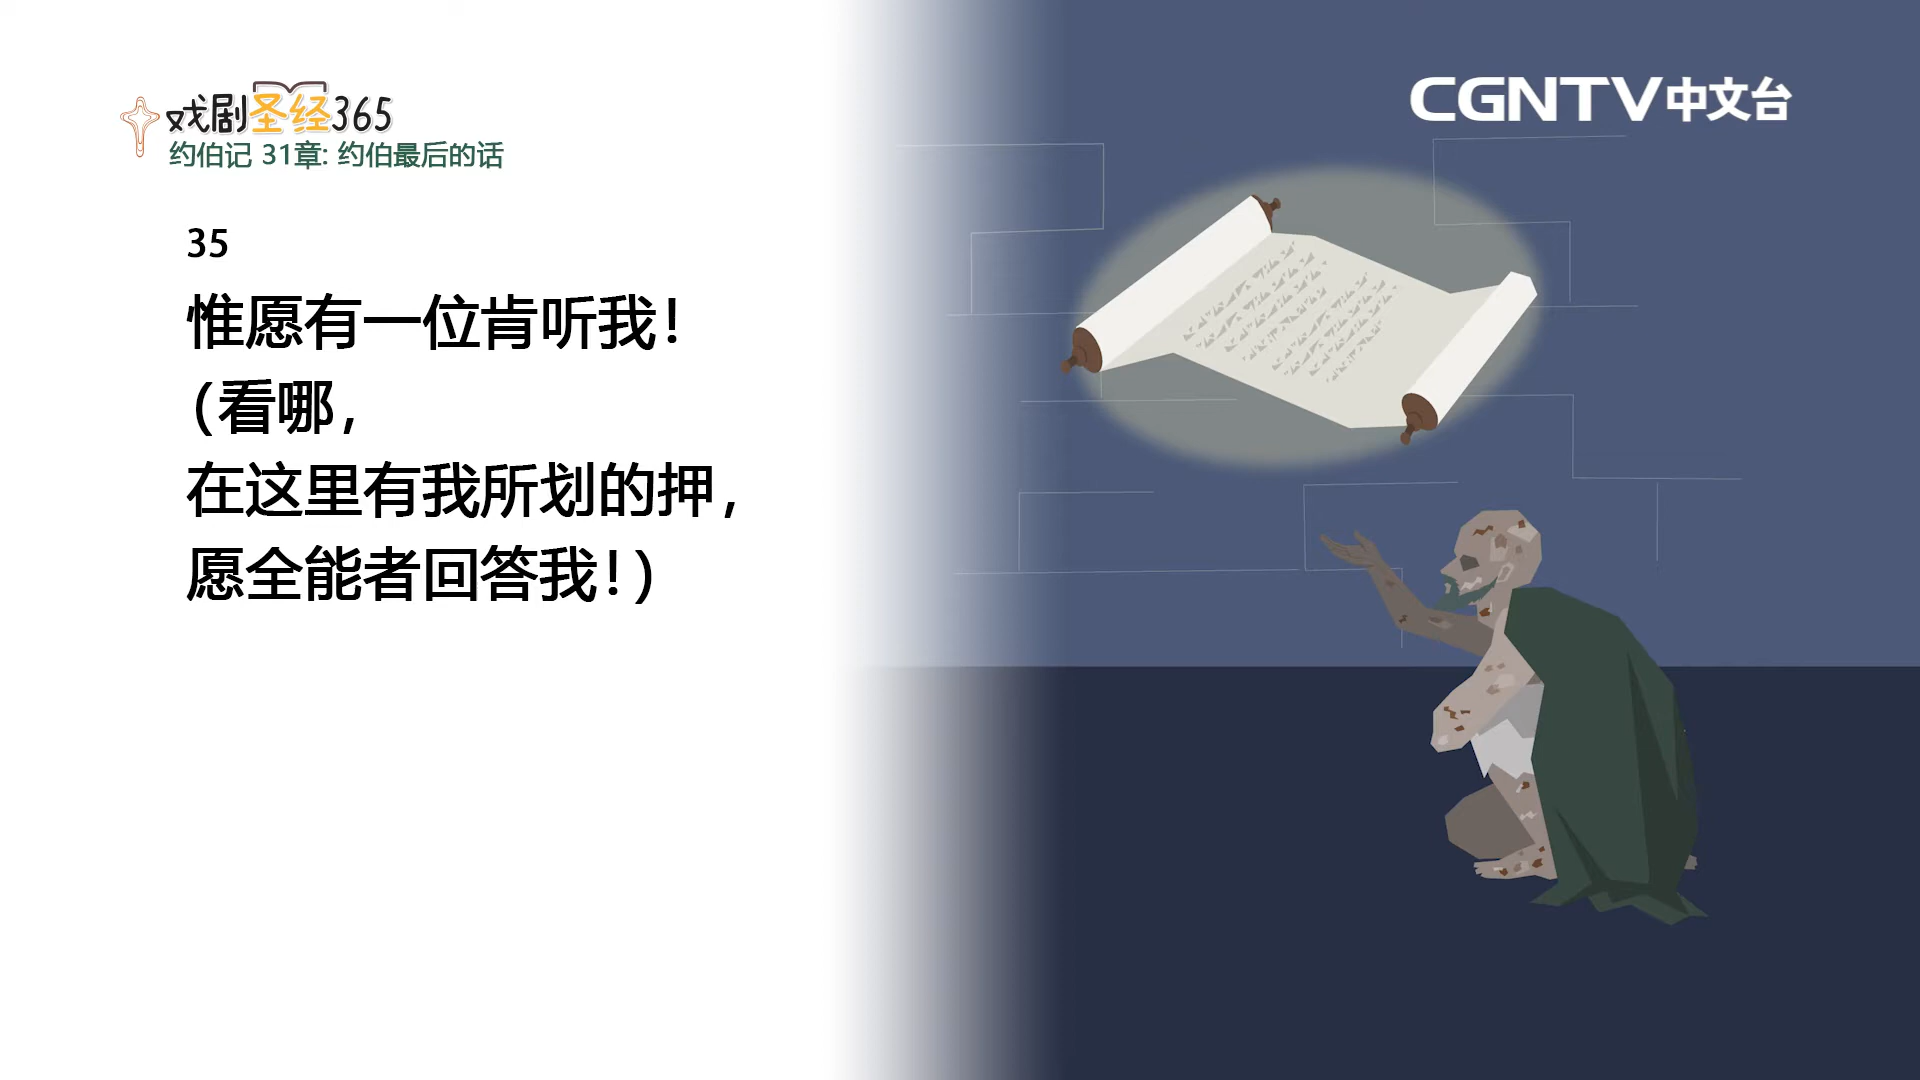 戏剧圣经365
CGNTV中文台
约伯记 31章: 约伯最后的话
35
惟愿有一位肯听我！
（看哪，
在这里有我所划的押，
愿全能者回答我！）